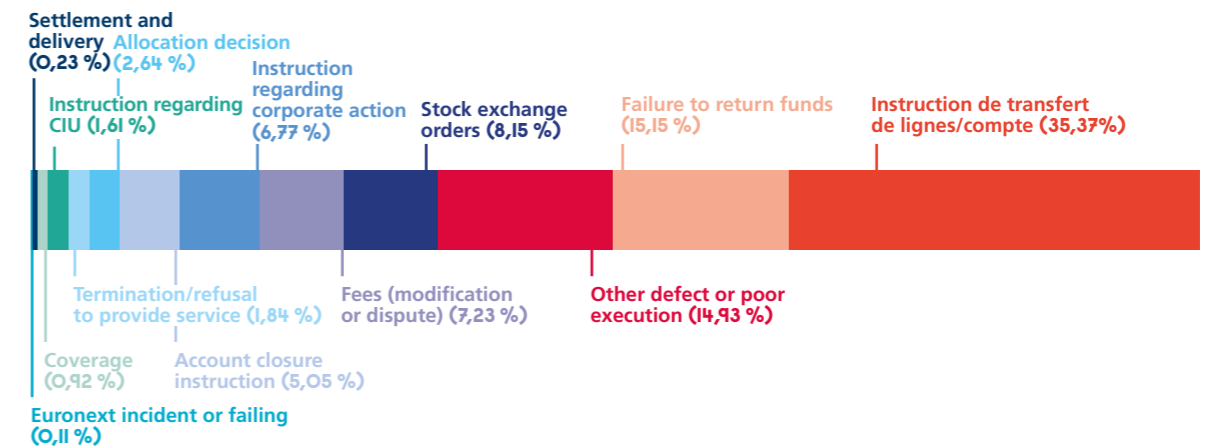 Settlement and
delivery
(0,23 %)
Allocation decision
(2,64 %)
Instruction
regarding
corporate action
(6,77 %)
Instruction regarding
CIU (1,61 %)
Stock exchange
orders (8,15 %)
Failure to return funds
(15,15 %)
Instruction de transfert
de lignes/compte (35,37%)
Termination/refusal
to provide service (1,84 %)
Fees (modification
or dispute) (7,23 %)
Other defect or poor
execution (14,93 %)
Coverage
(0,92 %)
Account closure
instruction (5,05 %)
Euronext incident or failing
(0,11 %)